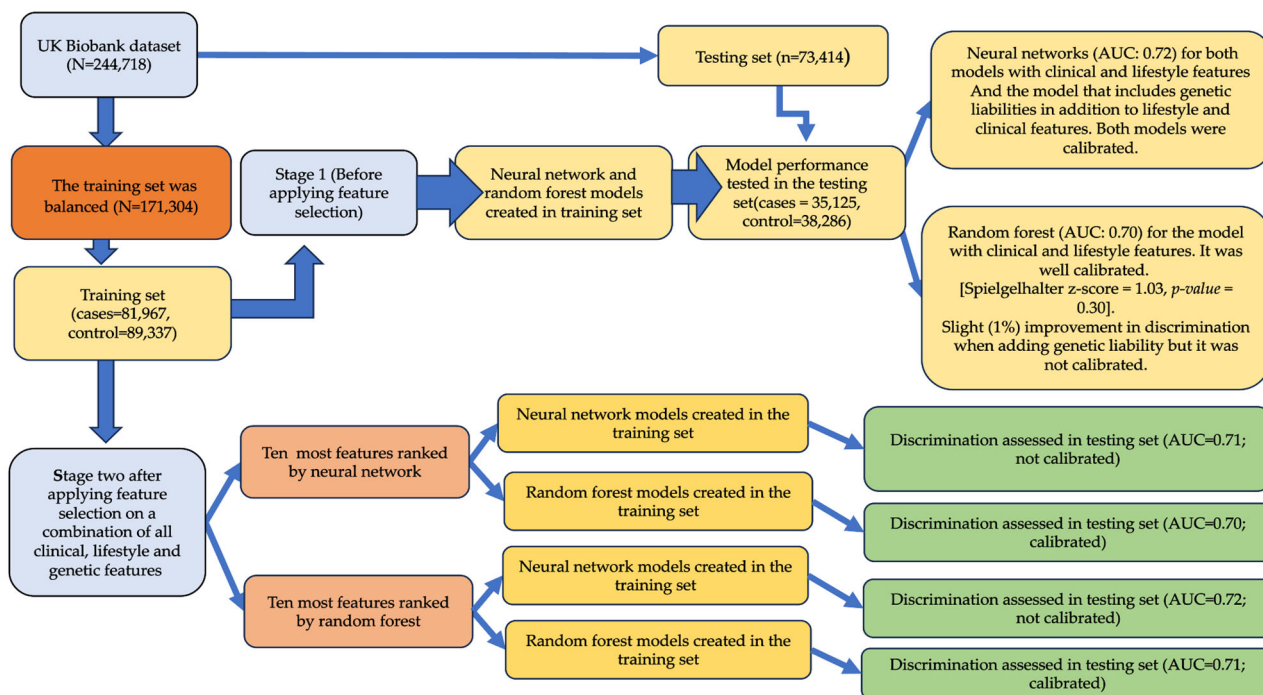 UK Biobank dataset
(N=244,718)
Testing set (n=73,414)
Neural networks (AUC: 0.72) for both
models with clinical and lifestyle features
And the model that includes genetic
liabilities in addition to lifestyle and
clinical features. Both models were
calibrated.
The training set was
balanced (N=171,304)
Stage 1 (Before
applying feature
selection)
Neural network and
random forest models
created in training set
Model performance
tested in the testing
set(cases = 35,125,
control=38,286)
Random forest (AUC: 0.70) for the model
with clinical and lifestyle features. It was
well calibrated.
[Spielgelhalter z-score = 1.03, p-value =
0.30].
Slight (1%) improvement in discrimination
when adding genetic liability but it was
not calibrated.
Training set
(cases=81,967,
control=89,337)
Stage two after
applying feature
selection on a
combination of all
clinical, lifestyle and
genetic features
Ten most features ranked
by neural network
Neural network models created in the
training set
Discrimination assessed in testing set (AUC=0.71;
not calibrated)
Random forest models created in the
training set
Discrimination assessed in testing set (AUC=0.70;
calibrated)
Ten most features ranked
by random forest
Neural network models created in the
training set
Discrimination assessed in testing set (AUC=0.72;
not calibrated)
Random forest models created in the
training set
Discrimination assessed in testing set (AUC=0.71;
calibrated)